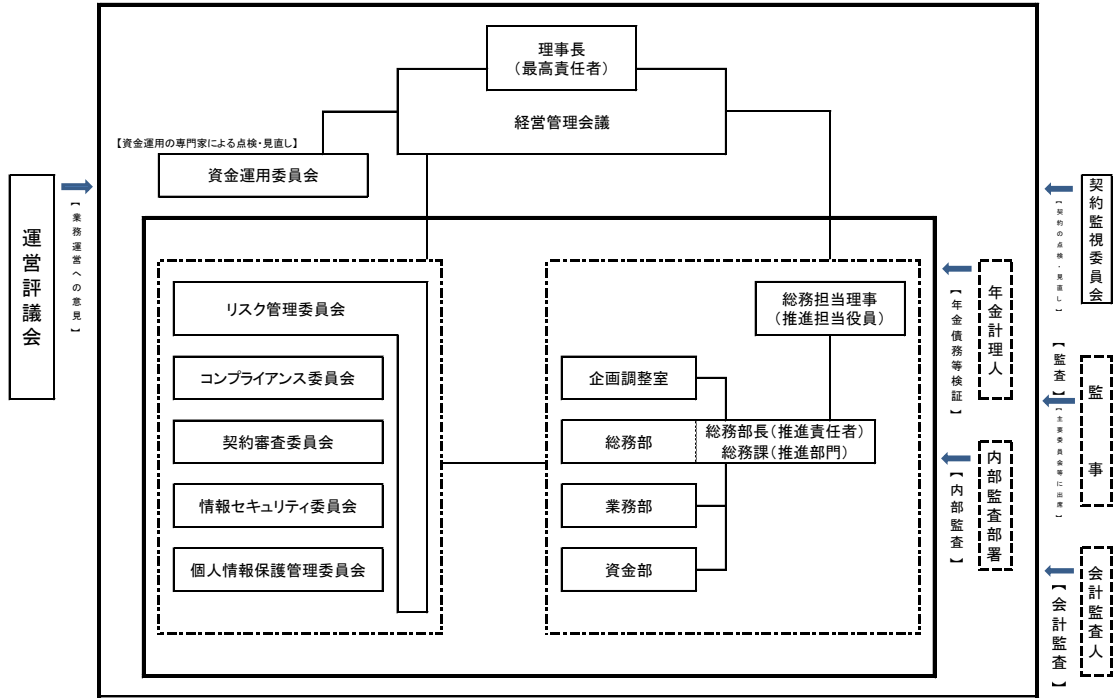 理事長
（最高責任者）
経営管理会議
【資金運用の専門家による点検・見直し】
資金運用委員会
運営評議会
【業務運営への意見】
リスク管理委員会
コンプライアンス委員会
契約審査委員会
情報セキュリティ委員会
個人情報保護管理委員会
総務担当理事
（推進担当役員）
企画調整室
総務部
総務部長（推進責任者）
総務課（推進部門）
業務部
資金部
年金計理人
【年金債務等検証】
内部監査部署
【内部監査】
契約監視委員会
【契約の点検・見直し】
監事
【監査】
【主要委員会等に出席】
会計監査人
【会計監査】